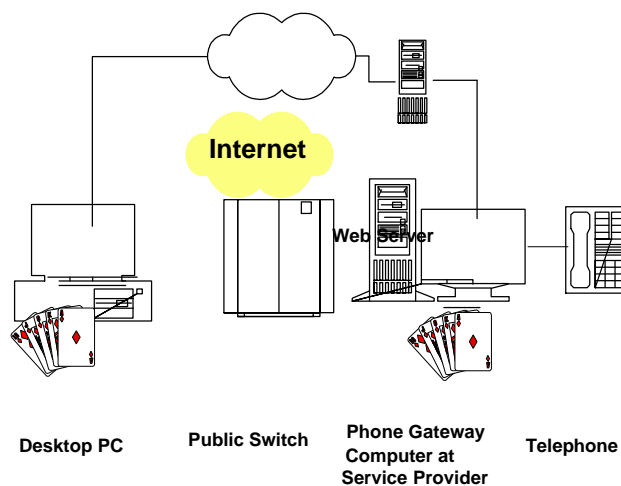 Internet
Web Server
Desktop PC
Public Switch
Phone Gateway
Computer at
Service Provider
Telephone